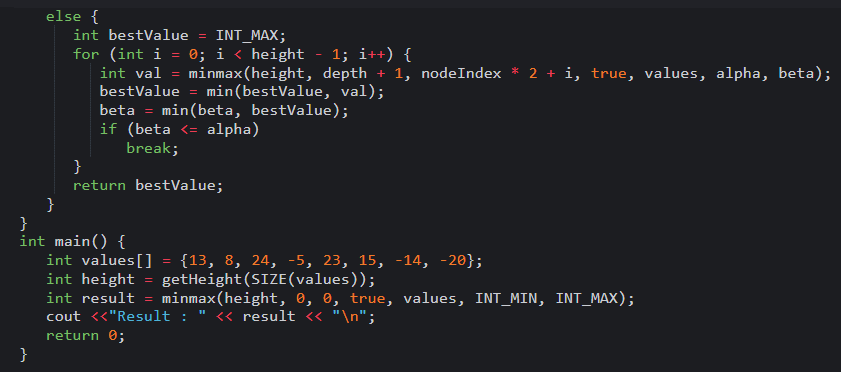 else {
int bestValue = INT_MAX;
for (int i = 0; i < height - 1; i++) {
int val = minmax(height, depth + 1, nodeIndex * 2 + i, true, values, alpha, beta);
bestValue = min(bestValue, val);
beta = min(beta, bestValue);
if (beta <= alpha)
break;
}
return bestValue;
}
}
int main() {
int values[] = {13, 8, 24, -5, 23, 15, -14, -20};
int height = getHeight(SIZE(values));
int result = minmax(height, 0, 0, true, values, INT_MIN, INT_MAX);
cout <<"Result : " << result << "\n";
return 0;
}